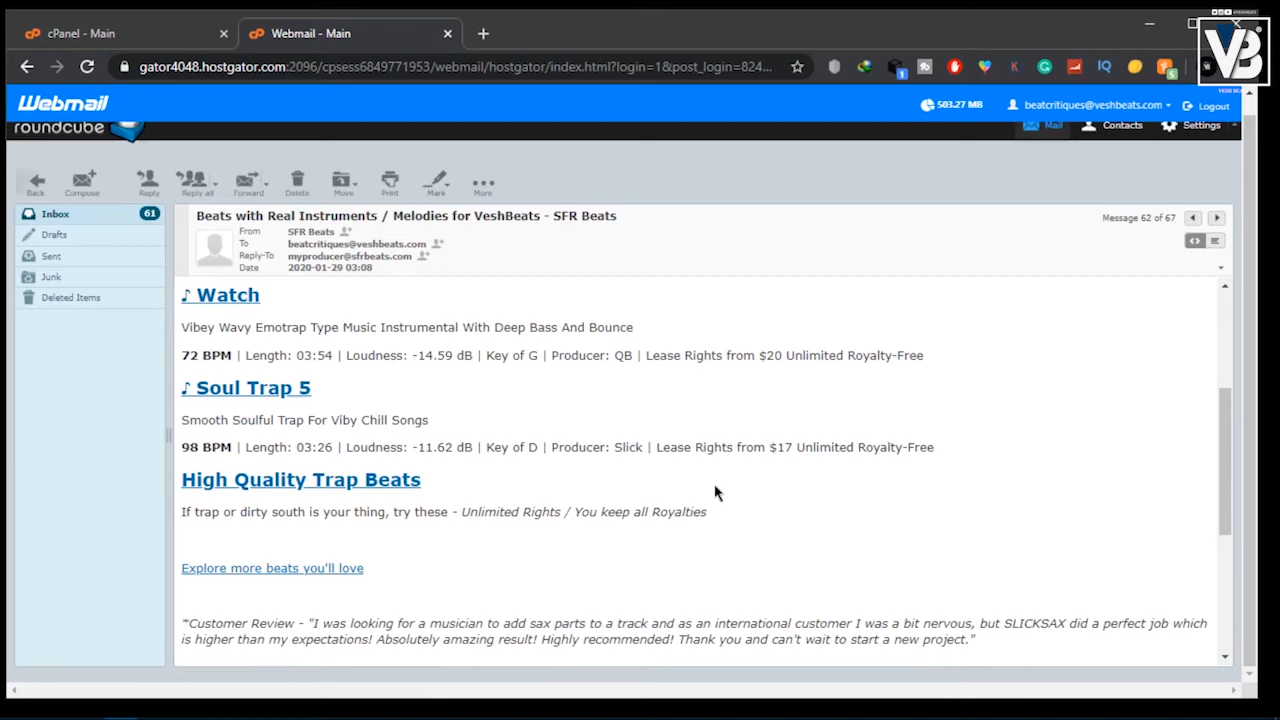 cPanel - Main
Webmail - Main
gator4048.hostgator.com:2096/cpsess6849771953/webmail/hostgator/index.html?login=1&post_login=824...
VB
Webmail
503.27 MB
beatcritiques@veshbeats.com
Logout
roundcube
Mail
Contacts
Settings
Back
Compose
Reply
Reply all
Forward
Delete
Move
Print
Mark
More
Inbox
61
Drafts
Sent
Junk
Deleted Items
Beats with Real Instruments / Melodies for VeshBeats - SFR Beats
Message 62 of 67
From SFR Beats
To beatcritiques@veshbeats.com
Reply-To myproducer@sfrbeats.com
Date 2020-01-29 03:08
♪ Watch
Vibey Wavy Emotrap Type Music Instrumental With Deep Bass And Bounce
72 BPM | Length: 03:54 | Loudness: -14.59 dB | Key of G | Producer: QB | Lease Rights from $20 Unlimited Royalty-Free
♪ Soul Trap 5
Smooth Soulful Trap For Viby Chill Songs
98 BPM | Length: 03:26 | Loudness: -11.62 dB | Key of D | Producer: Slick | Lease Rights from $17 Unlimited Royalty-Free
High Quality Trap Beats
If trap or dirty south is your thing, try these - Unlimited Rights / You keep all Royalties
Explore more beats you'll love
*Customer Review - "I was looking for a musician to add sax parts to a track and as an international customer I was a bit nervous, but SLICKSAX did a perfect job which
is higher than my expectations! Absolutely amazing result! Highly recommended! Thank you and can't wait to start a new project."